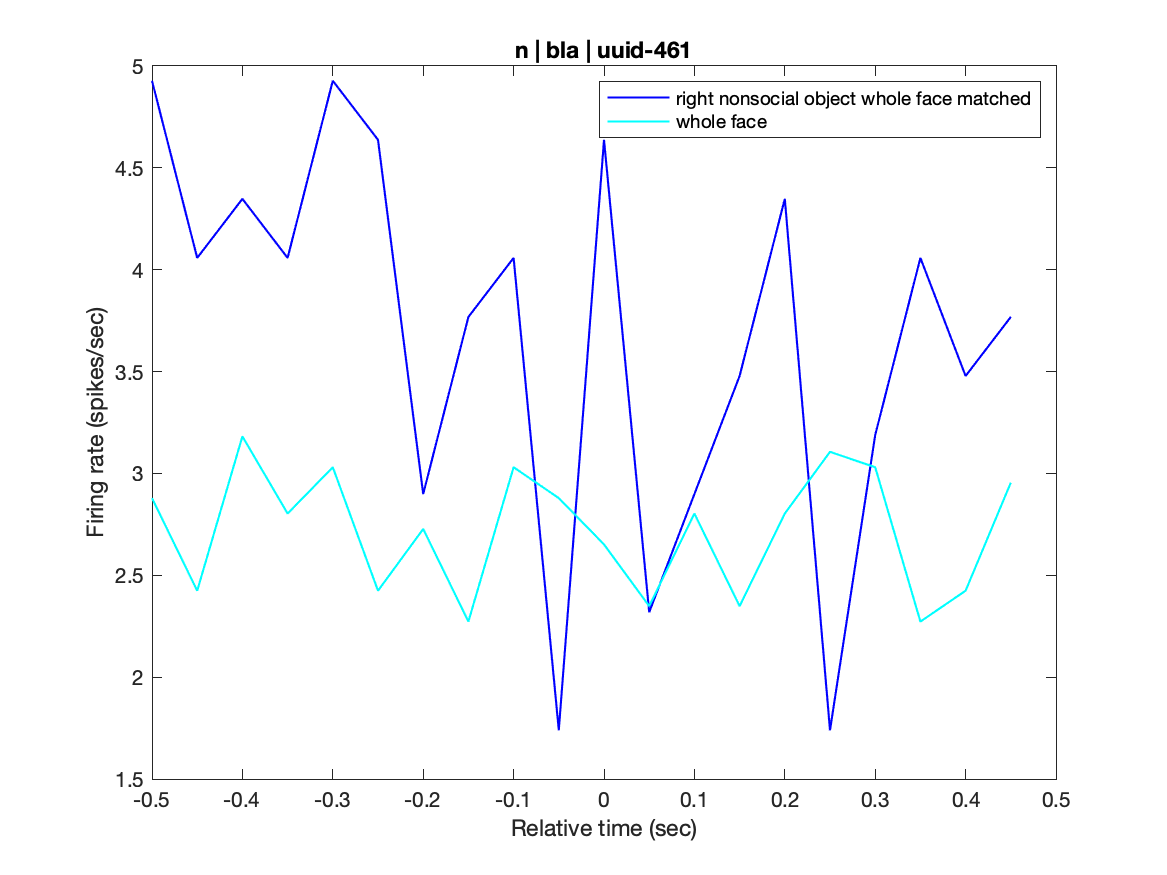 n | bla | uuid-461
right nonsocial object whole face matched
whole face
Firing rate (spikes/sec)
5
4.5
4
3.5
3
2.5
2
1.5
-0.5 -0.4 -0.3 -0.2 -0.1 0 0.1 0.2 0.3 0.4 0.5
Relative time (sec)